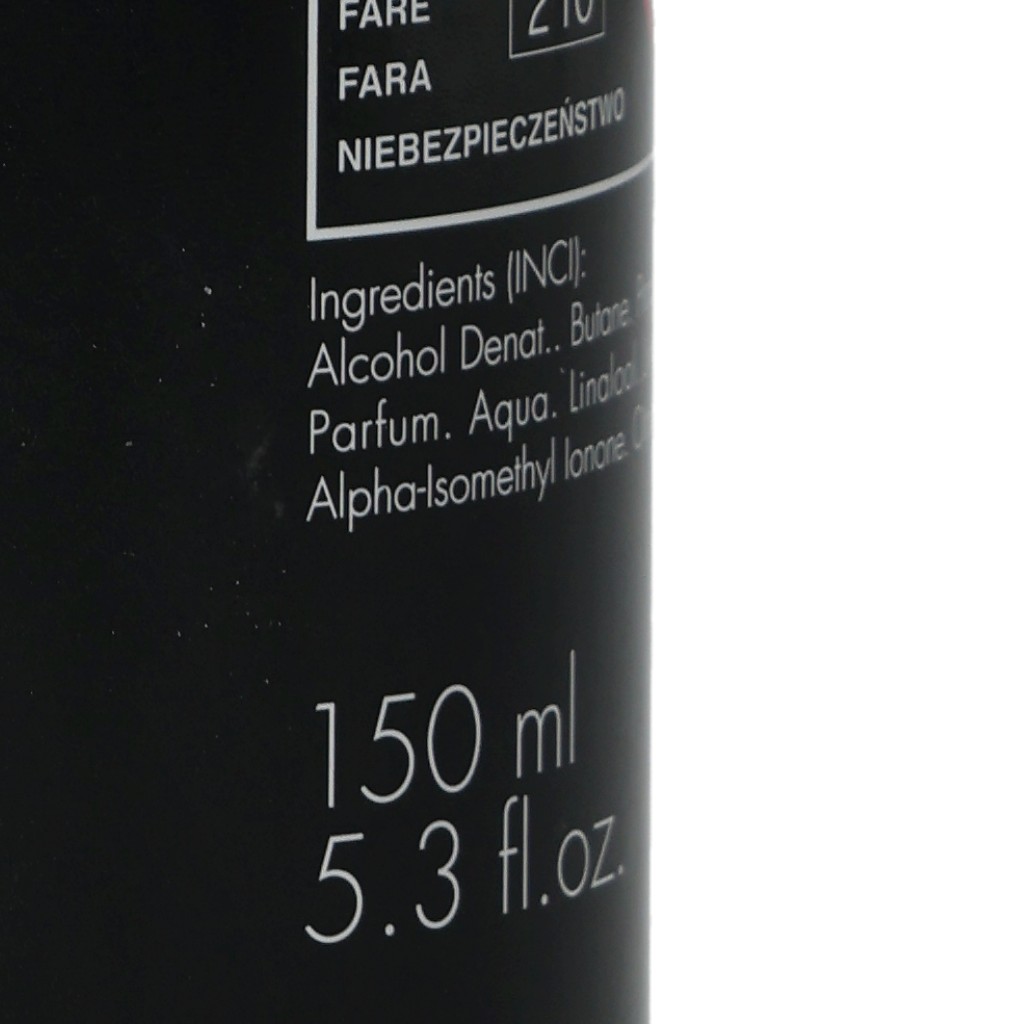 FARE
210
FARA
NIEBEZPIECZEŃSTWO
Ingredients (INCI):
Alcohol Denat.. Butane.
Parfum. Aqua. Linalool.
Alpha-Isomethyl Ionone.
150 ml
5.3 fl.oz.